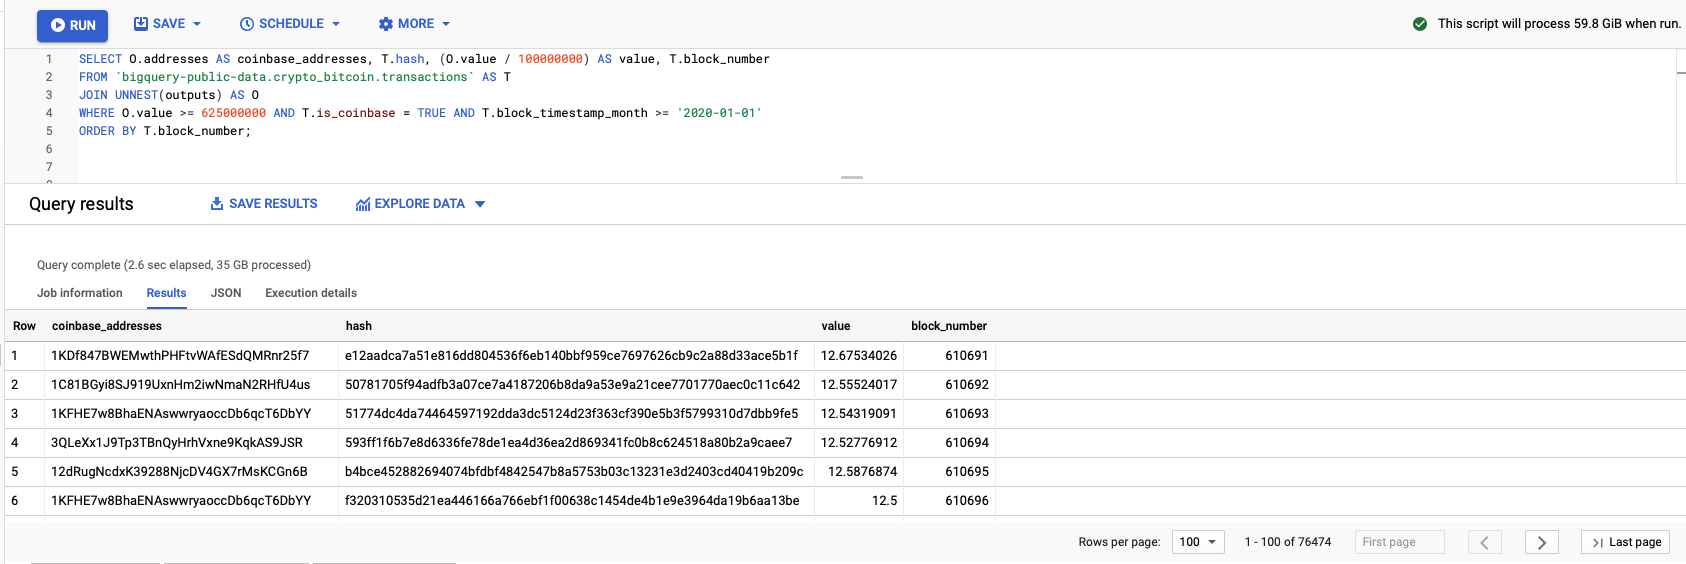 RUN SAVE SCHEDULE MORE This script will process 59.8 GiB when run.
1 SELECT O.addresses AS coinbase_addresses, T.hash, (O.value / 100000000) AS value, T.block_number
2 FROM `bigquery-public-data.crypto_bitcoin.transactions` AS T
3 JOIN UNNEST(outputs) AS O
4 WHERE O.value >= 625000000 AND T.is_coinbase = TRUE AND T.block_timestamp_month >= '2020-01-01'
5 ORDER BY T.block_number;
6
7
Query results SAVE RESULTS EXPLORE DATA
Query complete (2.6 sec elapsed, 35 GB processed)
Job information Results JSON Execution details
Row coinbase_addresses hash value block_number
1 1KDf847BWEMwthPHFtvWAfESdQMRnr25f7 e12aadca7a51e816dd804536f6eb140bbf959ce7697626cb9c2a88d33ace5b1f 12.67534026 610691
2 1C81BGyi8SJ919UxnHm2iwNmaN2RHfU4us 50781705f94adfb3a07ce7a4187206b8da9a53e9a21cee7701770aec0c11c642 12.55524017 610692
3 1KFHE7w8BhaENAswwryaoccDb6qcT6DbYY 51774dc4da74464597192dda3dc5124d23f363cf390e5b3f5799310d7dbb9fe5 12.54319091 610693
4 3QLeXx1J9Tp3TBnQyHrhVxne9KqkAS9JSR 593ff1f6b7e8d6336fe78de1ea4d36ea2d869341fc0b8c624518a80b2a9caee7 12.52776912 610694
5 12dRugNcdxK39288NjcDV4GX7rMsKCGn6B b4bce452882694074bfdbf4842547b8a5753b03c13231e3d2403cd40419b209c 12.5876874 610695
6 1KFHE7w8BhaENAswwryaoccDb6qcT6DbYY f320310535d21ea446166a766ebf1f00638c1454de4b1e9e3964da19b6aa13be 12.5 610696
Rows per page: 100 1 - 100 of 76474 First page Last page